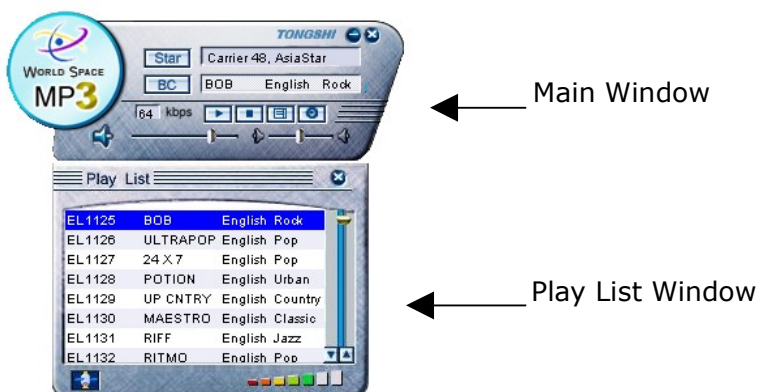 TONGSHI
WORLD SPACE
MP3
Star Carrier 48, AsiaStar
BC BOB English Rock
64 kbps
Main Window
Play List
EL1125 BOB English Rock
EL1126 ULTRAPOP English Pop
EL1127 24 X 7 English Pop
EL1128 POTION English Urban
EL1129 UP CNTRY English Country
EL1130 MAESTRO English Classic
EL1131 RIFF English Jazz
EL1132 RITMO English Pop
Play List Window